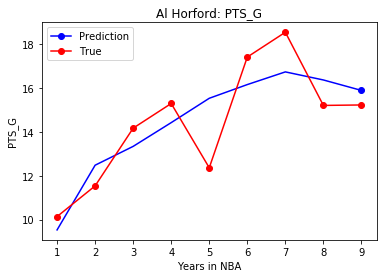 Al Horford: PTS_G
Prediction
True
PTS_G
18
16
14
12
10
1 2 3 4 5 6 7 8 9
Years in NBA